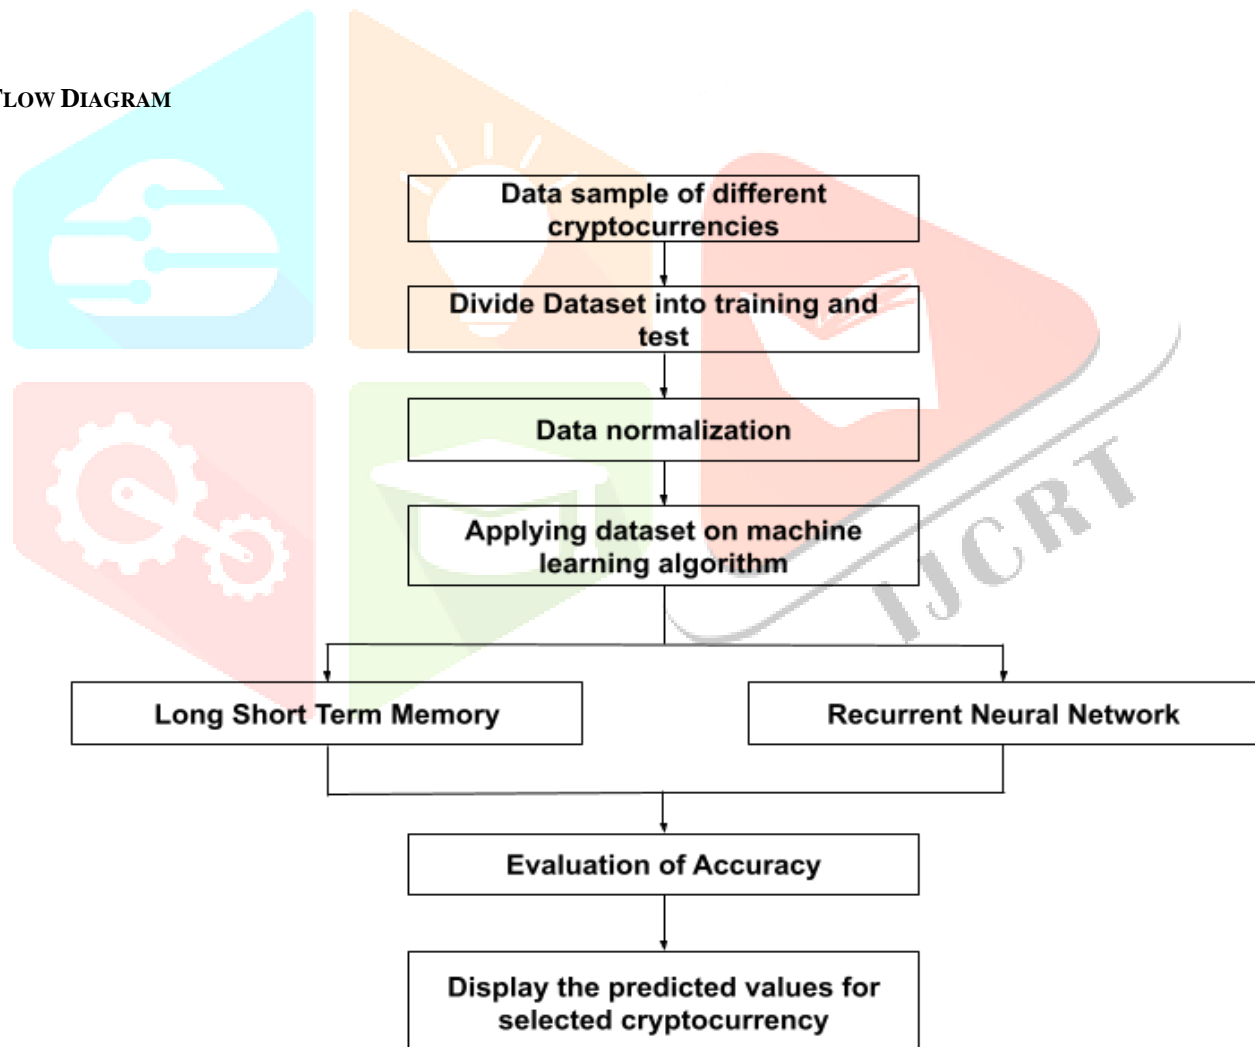 FLOW DIAGRAM
Data sample of different
cryptocurrencies
Divide Dataset into training and
test
Data normalization
Applying dataset on machine
learning algorithm
IJCRT
Long Short Term Memory
Recurrent Neural Network
Evaluation of Accuracy
Display the predicted values for
selected cryptocurrency